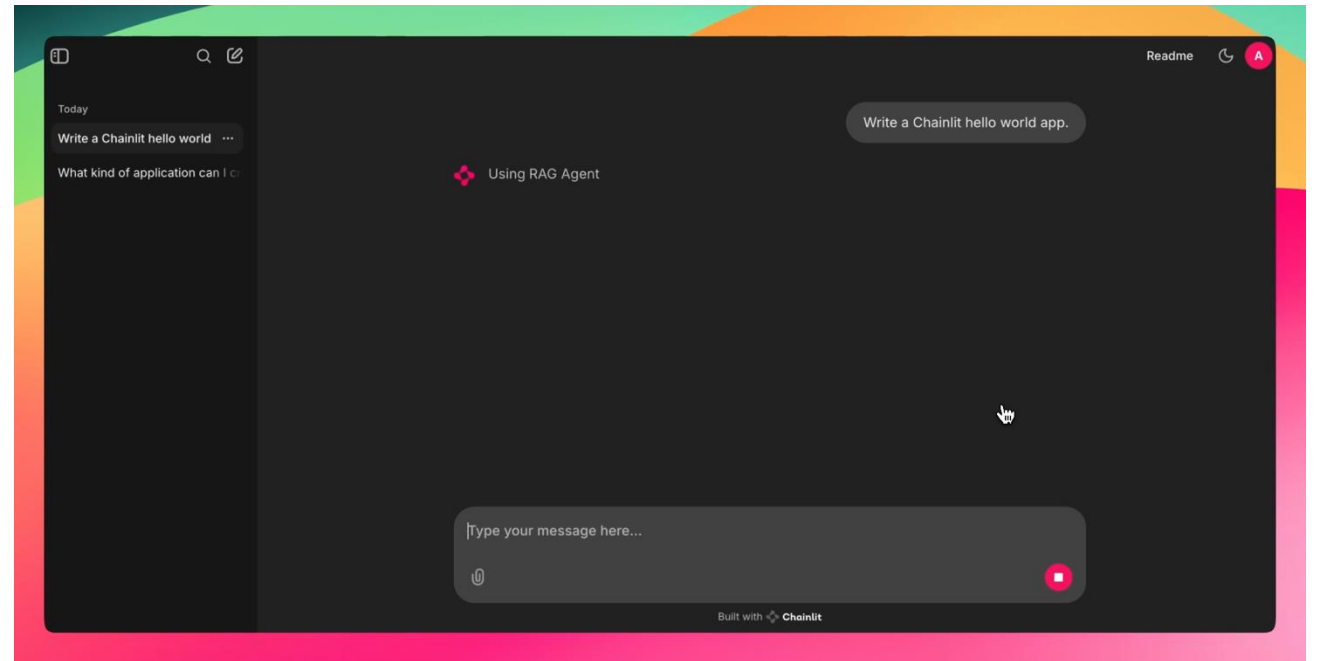 Readme
A
Today
Write a Chainlit hello world
What kind of application can I
Write a Chainlit hello world app.
Using RAG Agent
Type your message here...
Built with Chainlit